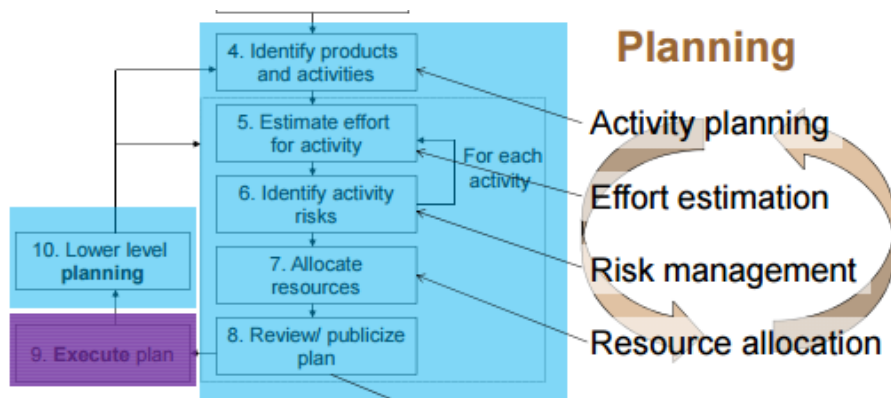 Planning
4. Identify products
and activities
Activity planning
5. Estimate effort
for activity
For each
activity
Effort estimation
6. Identify activity
risks
10. Lower level
planning
Risk management
7. Allocate
resources
Resource allocation
8. Review/ publicize
plan
9. Execute plan